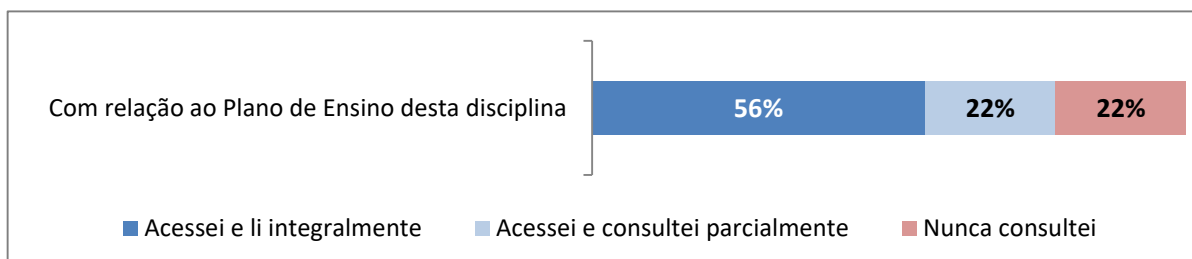 Com relação ao Plano de Ensino desta disciplina
56%
22%
22%
Acessei e li integralmente
Acessei e consultei parcialmente
Nunca consultei